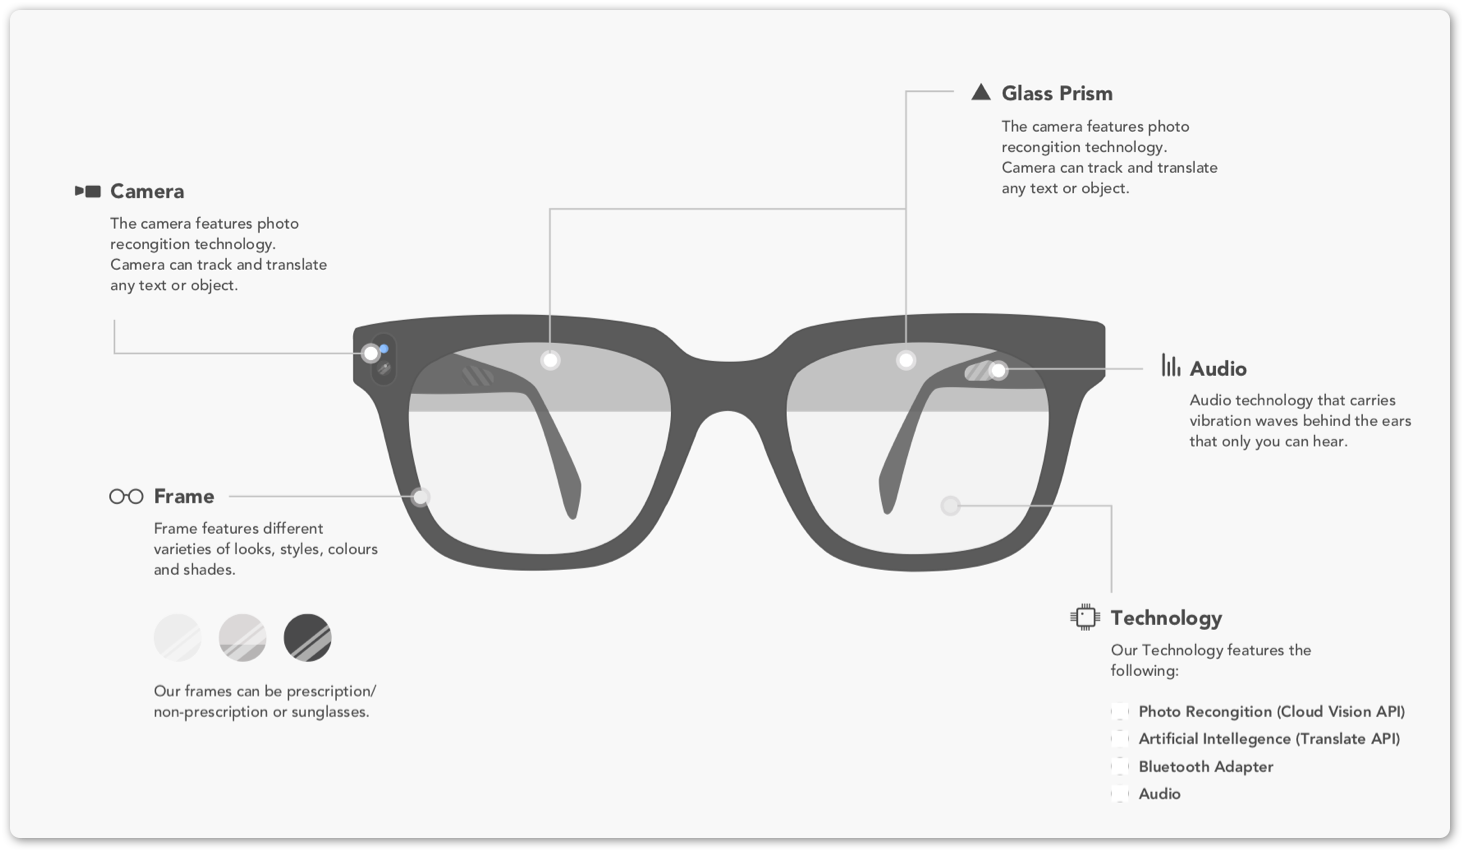 Glass Prism
The camera features photo
recongition technology.
Camera can track and translate
any text or object.
Camera
The camera features photo
recongition technology.
Camera can track and translate
any text or object.
Audio
Audio technology that carries
vibration waves behind the ears
that only you can hear.
Frame
Frame features different
varieties of looks, styles, colours
and shades.
Our frames can be prescription/
non-prescription or sunglasses.
Technology
Our Technology features the
following:
Photo Recongition (Cloud Vision API)
Artificial Intellegence (Translate API)
Bluetooth Adapter
Audio